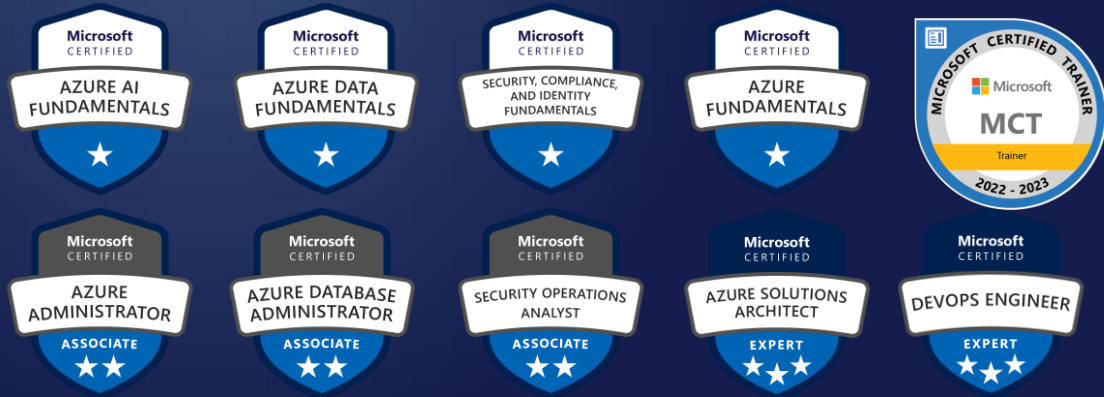 Microsoft
CERTIFIED
AZURE AI
FUNDAMENTALS
Microsoft
CERTIFIED
AZURE DATA
FUNDAMENTALS
Microsoft
CERTIFIED
SECURITY, COMPLIANCE,
AND IDENTITY
FUNDAMENTALS
Microsoft
CERTIFIED
AZURE
FUNDAMENTALS
MICROSOFT CERTIFIED TRAINER
Microsoft
MCT
Trainer
2022 - 2023
Microsoft
CERTIFIED
AZURE
ADMINISTRATOR
ASSOCIATE
Microsoft
CERTIFIED
AZURE DATABASE
ADMINISTRATOR
ASSOCIATE
Microsoft
CERTIFIED
SECURITY OPERATIONS
ANALYST
ASSOCIATE
Microsoft
CERTIFIED
AZURE SOLUTIONS
ARCHITECT
EXPERT
Microsoft
CERTIFIED
DEVOPS ENGINEER
EXPERT